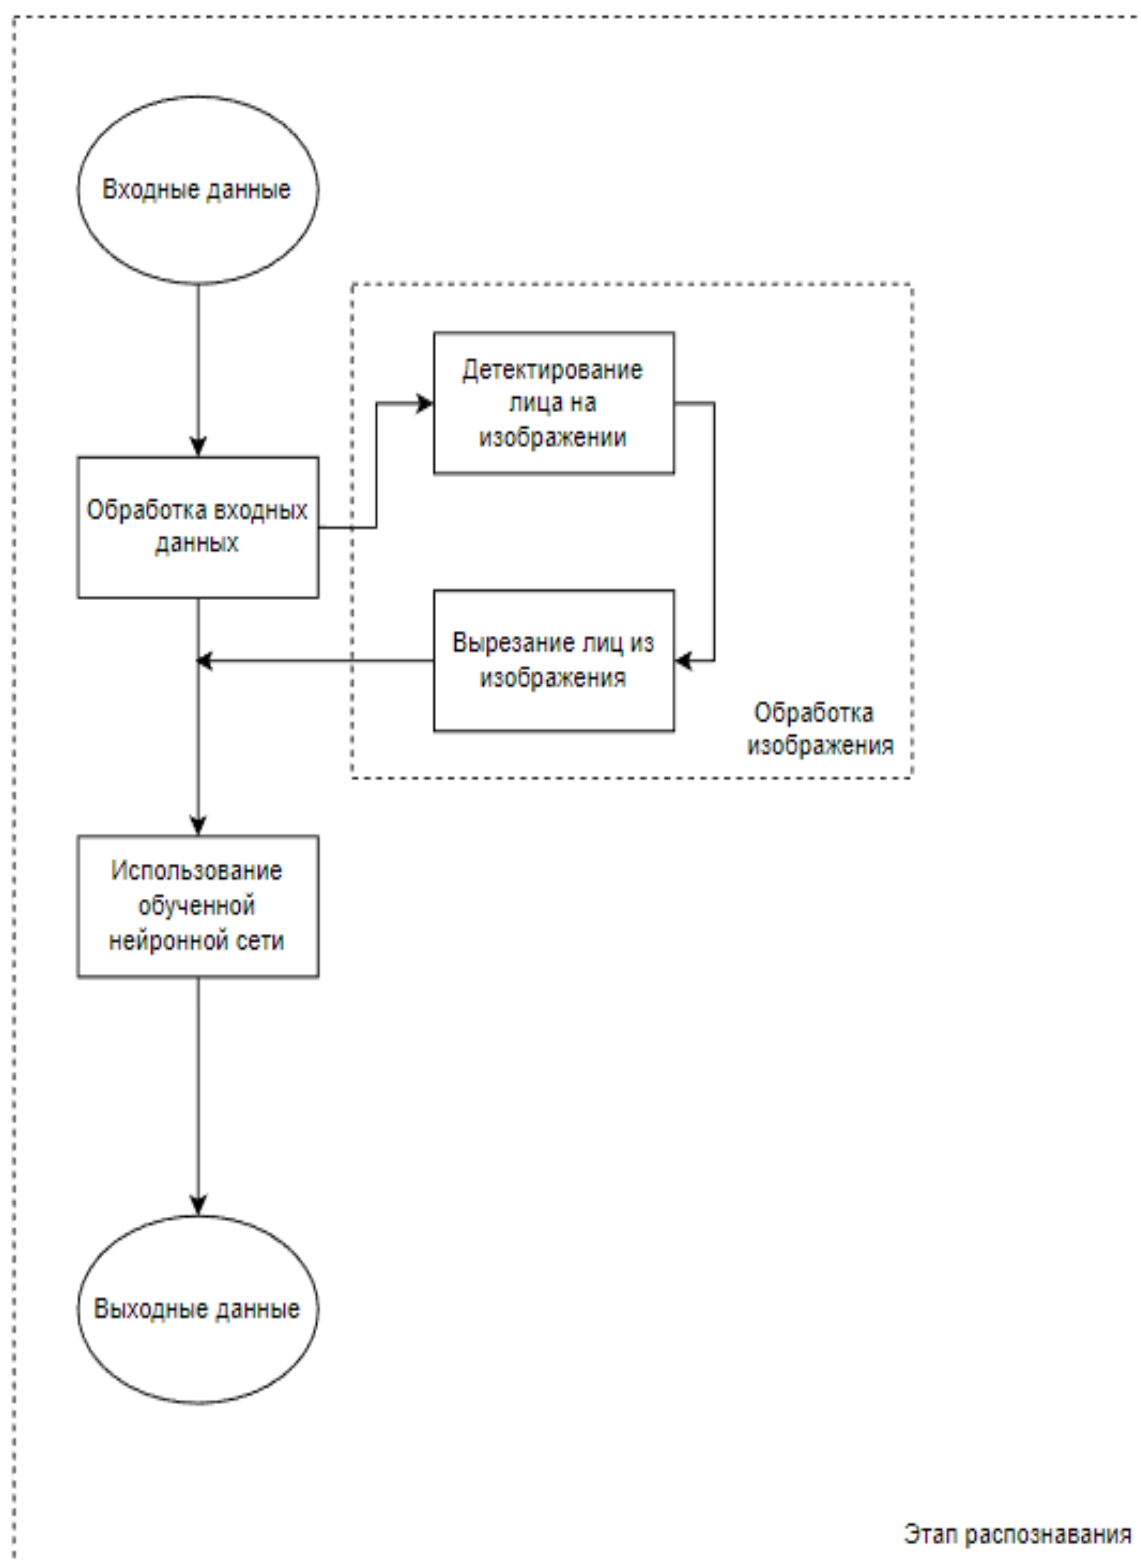 Входные данные
Детектирование
лица на
изображении
Обработка входных
данных
Вырезание лиц из
изображения
Обработка
изображения
Использование
обученной
нейронной сети
Выходные данные
Этап распознавания